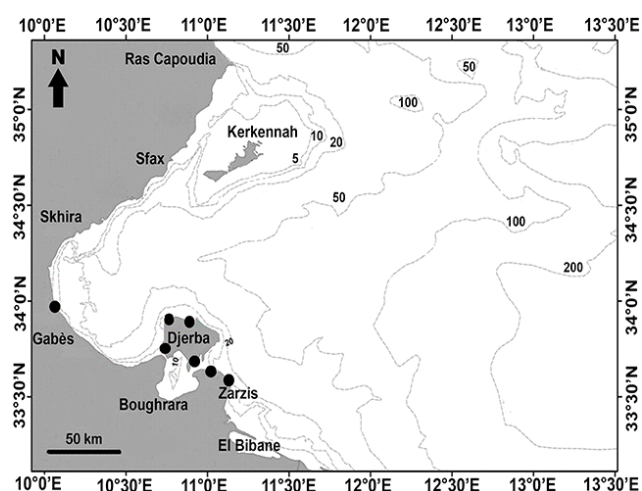 10°0'E 10°30'E 11°0'E 11°30'E 12°0'E 12°30'E 13°0'E 13°30'E
N
Ras Capoudia
50
50
100
35°0'N
35°0'N
Kerkennah
10
20
Sfax
5
50
34°30'N
34°30'N
Skhira
100
200
34°0'N
34°0'N
Gabès
Djerba
20
10
33°30'N
33°30'N
Boughrara
Zarzis
50 km
El Bibane
10°0'E 10°30'E 11°0'E 11°30'E 12°0'E 12°30'E 13°0'E 13°30'E